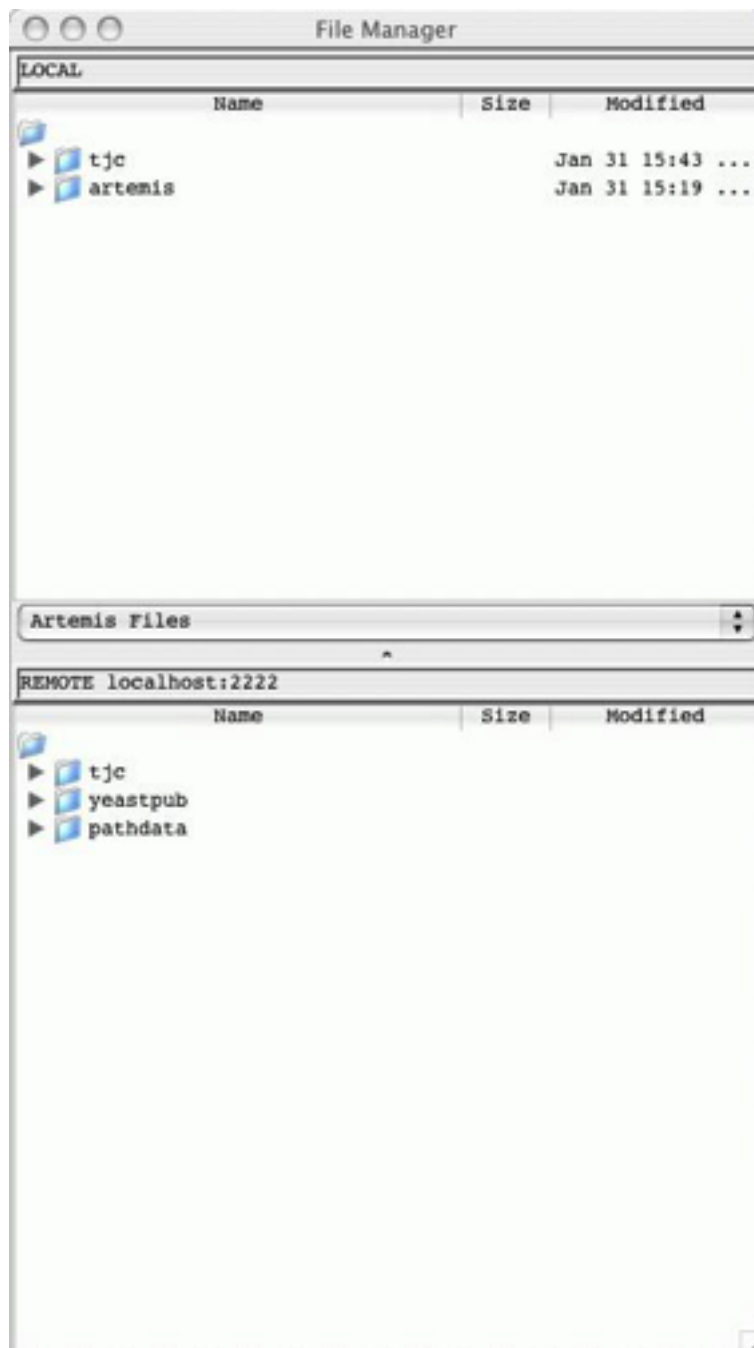 File Manager
LOCAL
Name Size Modified
tjc Jan 31 15:43 ...
artemis Jan 31 15:19 ...
Artemis Files
REMOTE localhost:2222
Name Size Modified
tjc
yeastpub
pathdata